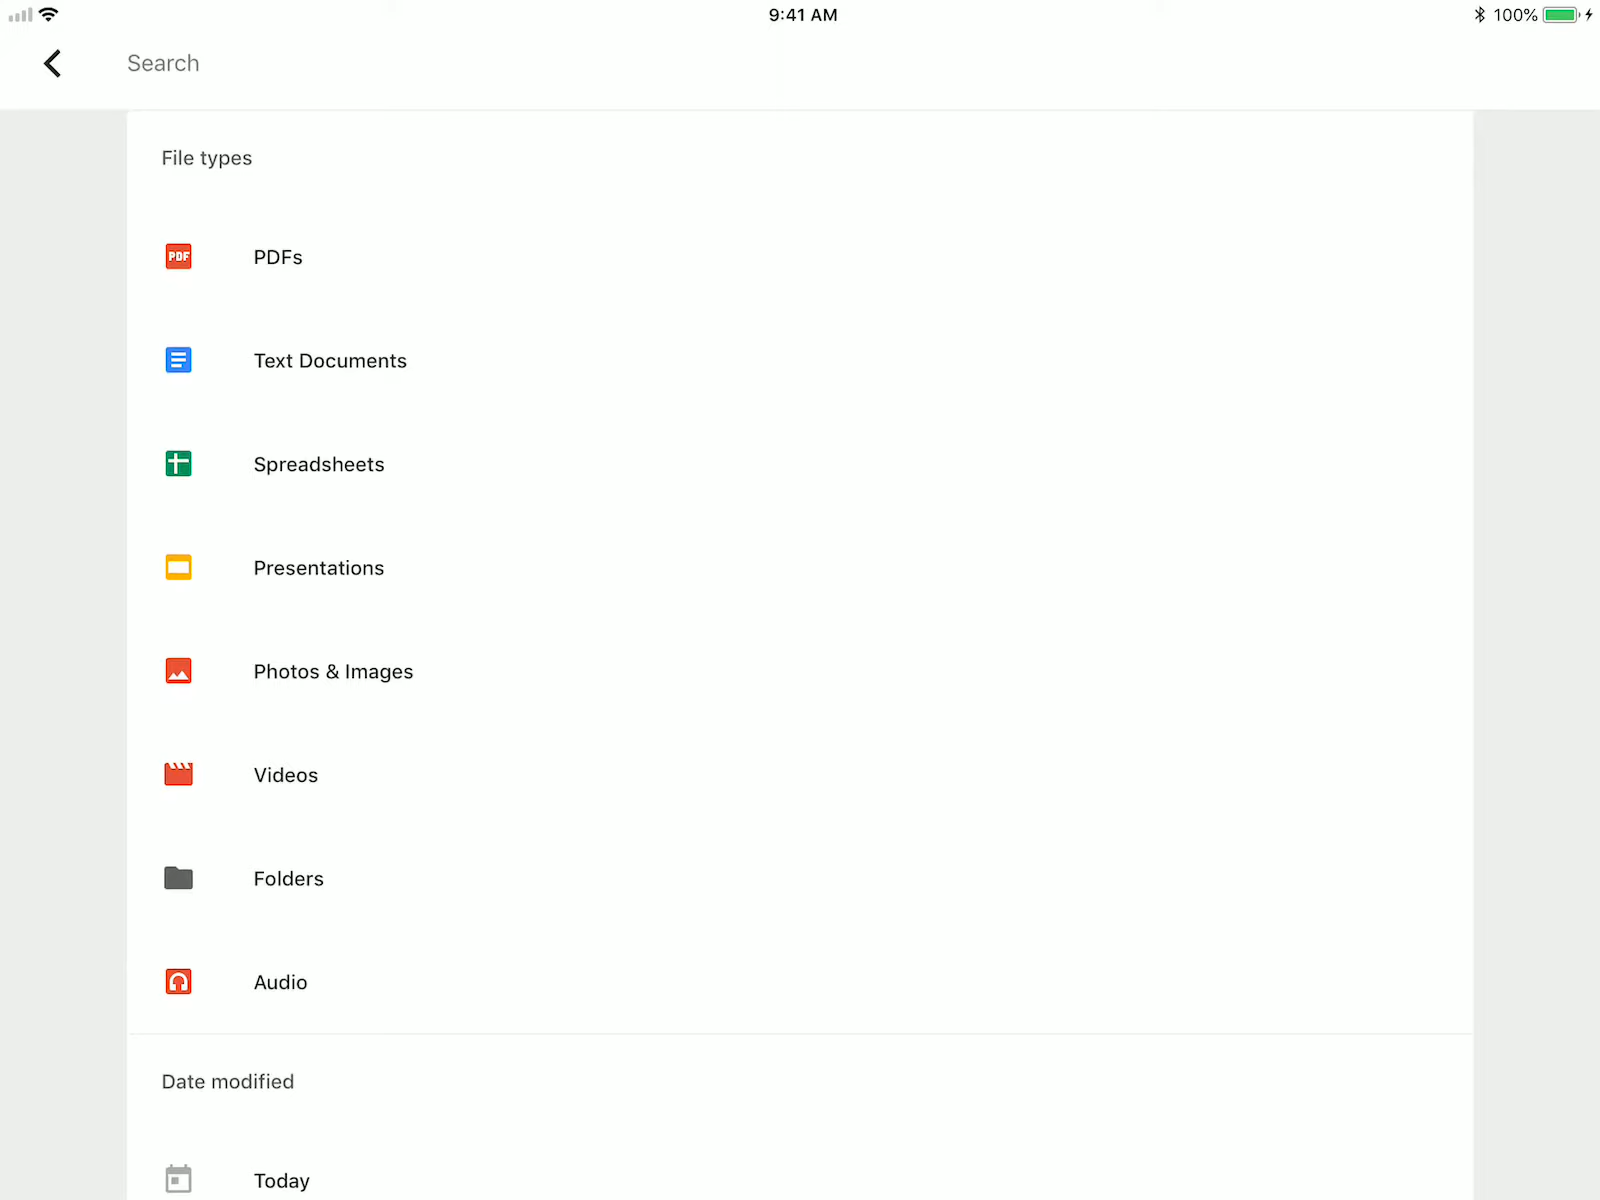 9:41 AM
100%
Search
File types
PDF
PDFs
Text Documents
Spreadsheets
Presentations
Photos & Images
Videos
Folders
Audio
Date modified
Today